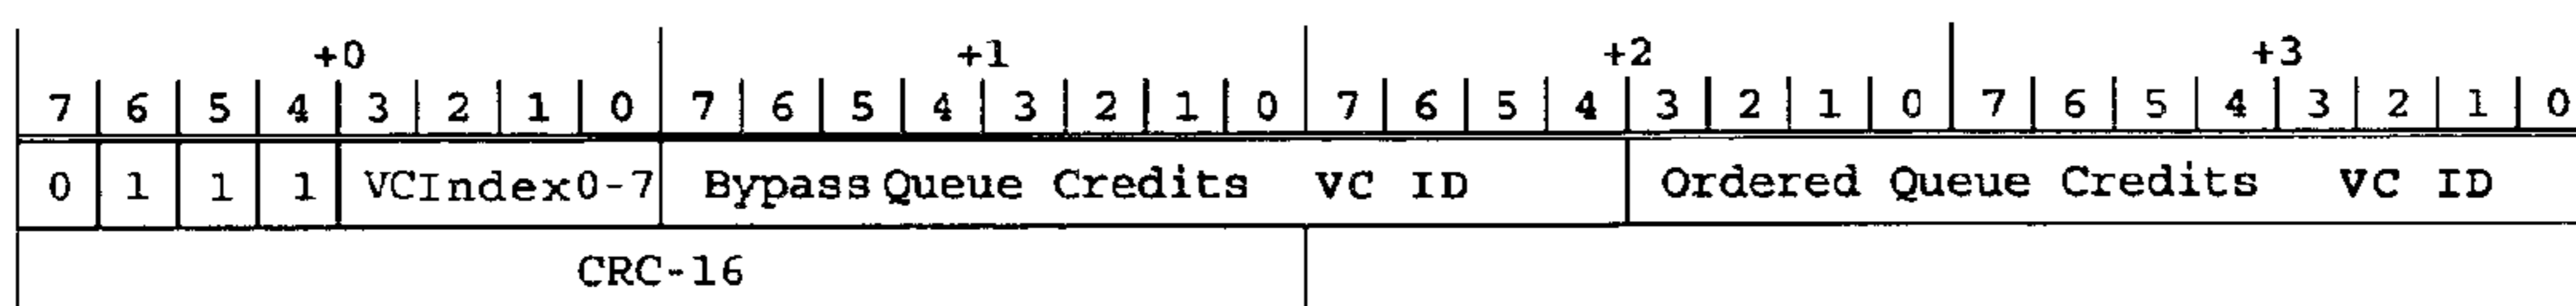 +0 +1 +2 +3
7 6 5 4 3 2 1 0 7 6 5 4 3 2 1 0 7 6 5 4 3 2 1 0 7 6 5 4 3 2 1 0
0 1 1 1 VCIndex0-7 Bypass Queue Credits VC ID Ordered Queue Credits VC ID
CRC-16